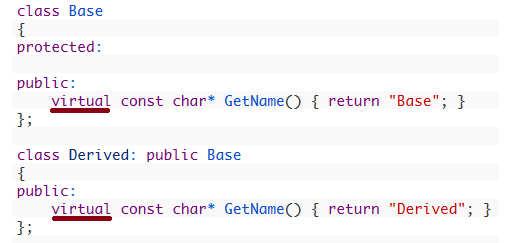 class Base
{
protected:
public:
    virtual const char* GetName() { return "Base"; }
};
class Derived: public Base
{
public:
    virtual const char* GetName() { return "Derived"; }
};